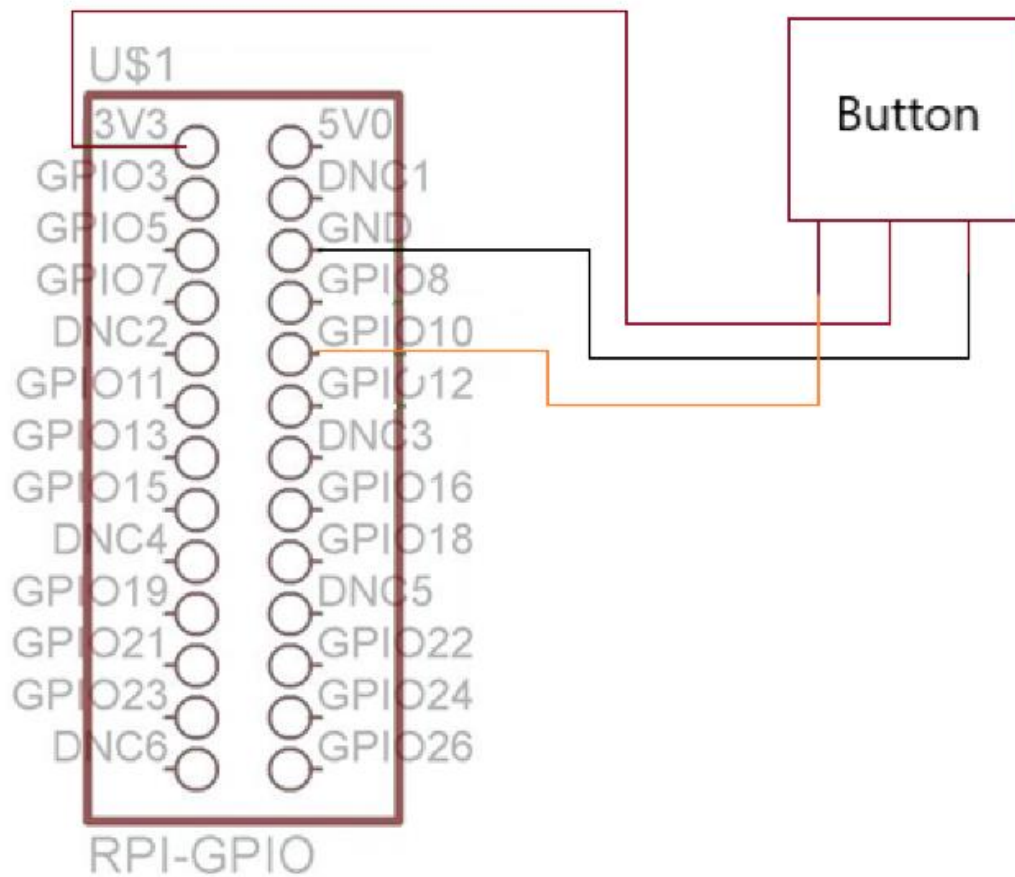 U$1
Button
3V3 5V0
GPIO3 DNC1
GPIO5 GND
GPIO7 GPIO8
DNC2 GPIO10
GPIO11 GPIO12
GPIO13 DNC3
GPIO15 GPIO16
DNC4 GPIO18
GPIO19 DNC5
GPIO21 GPIO22
GPIO23 GPIO24
DNC6 GPIO26
RPI-GPIO